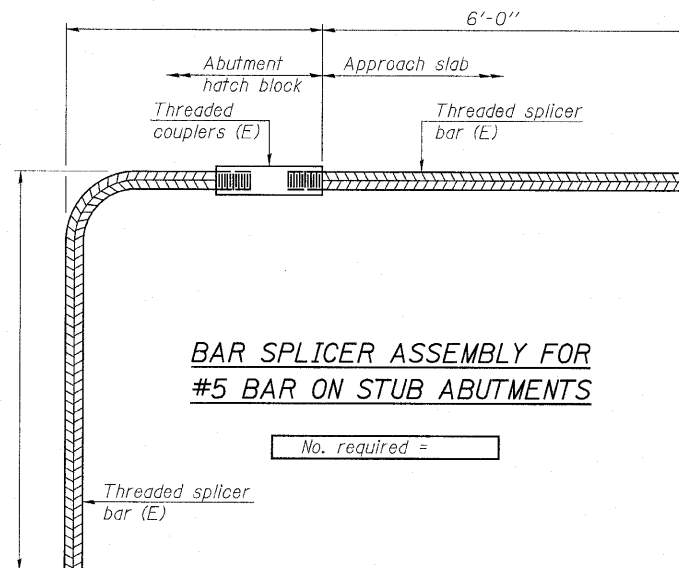 6'-0"
Abutment
hatch block
Approach slab
Threaded
couplers (E)
Threaded splicer
bar (E)
BAR SPLICER ASSEMBLY FOR
#5 BAR ON STUB ABUTMENTS
No. required =
Threaded splicer
bar (E)